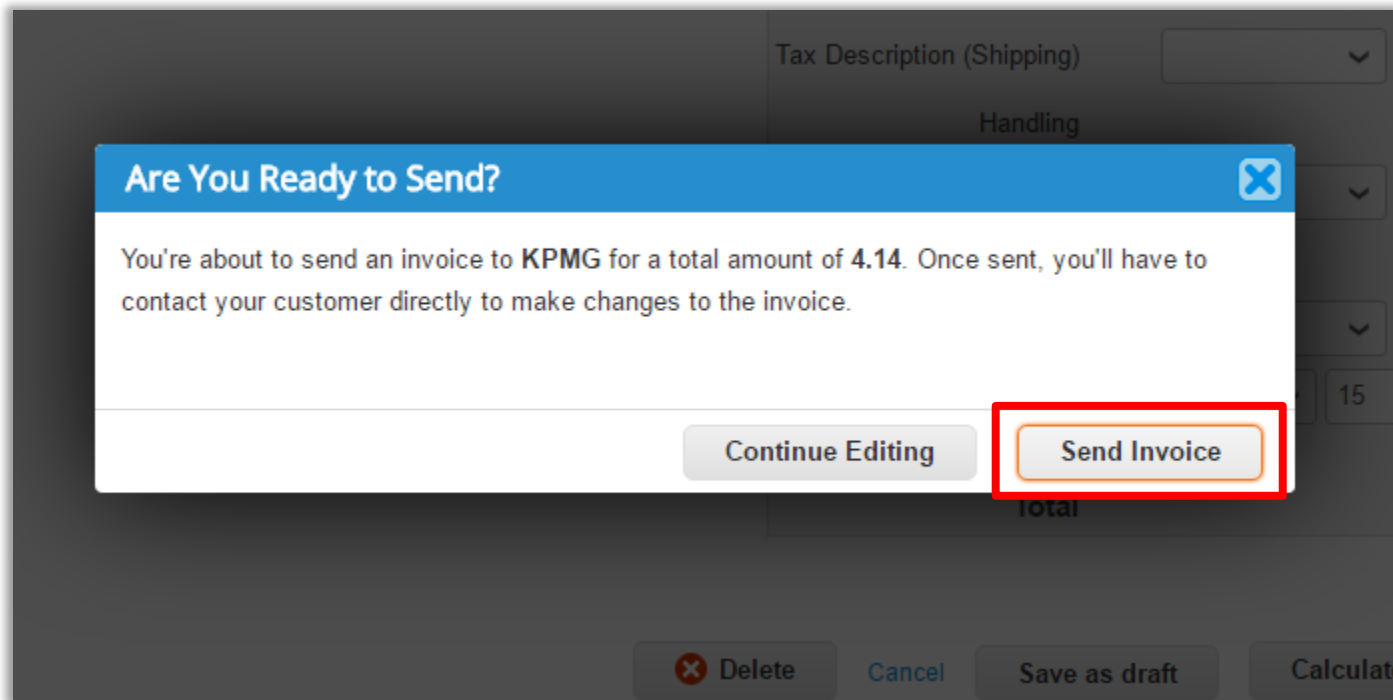 Tax Description (Shipping)
Handling
Are You Ready to Send?
You're about to send an invoice to KPMG for a total amount of 4.14. Once sent, you'll have to
contact your customer directly to make changes to the invoice.
15
Continue Editing
Send Invoice
Total
Delete
Cancel
Save as draft
Calculat